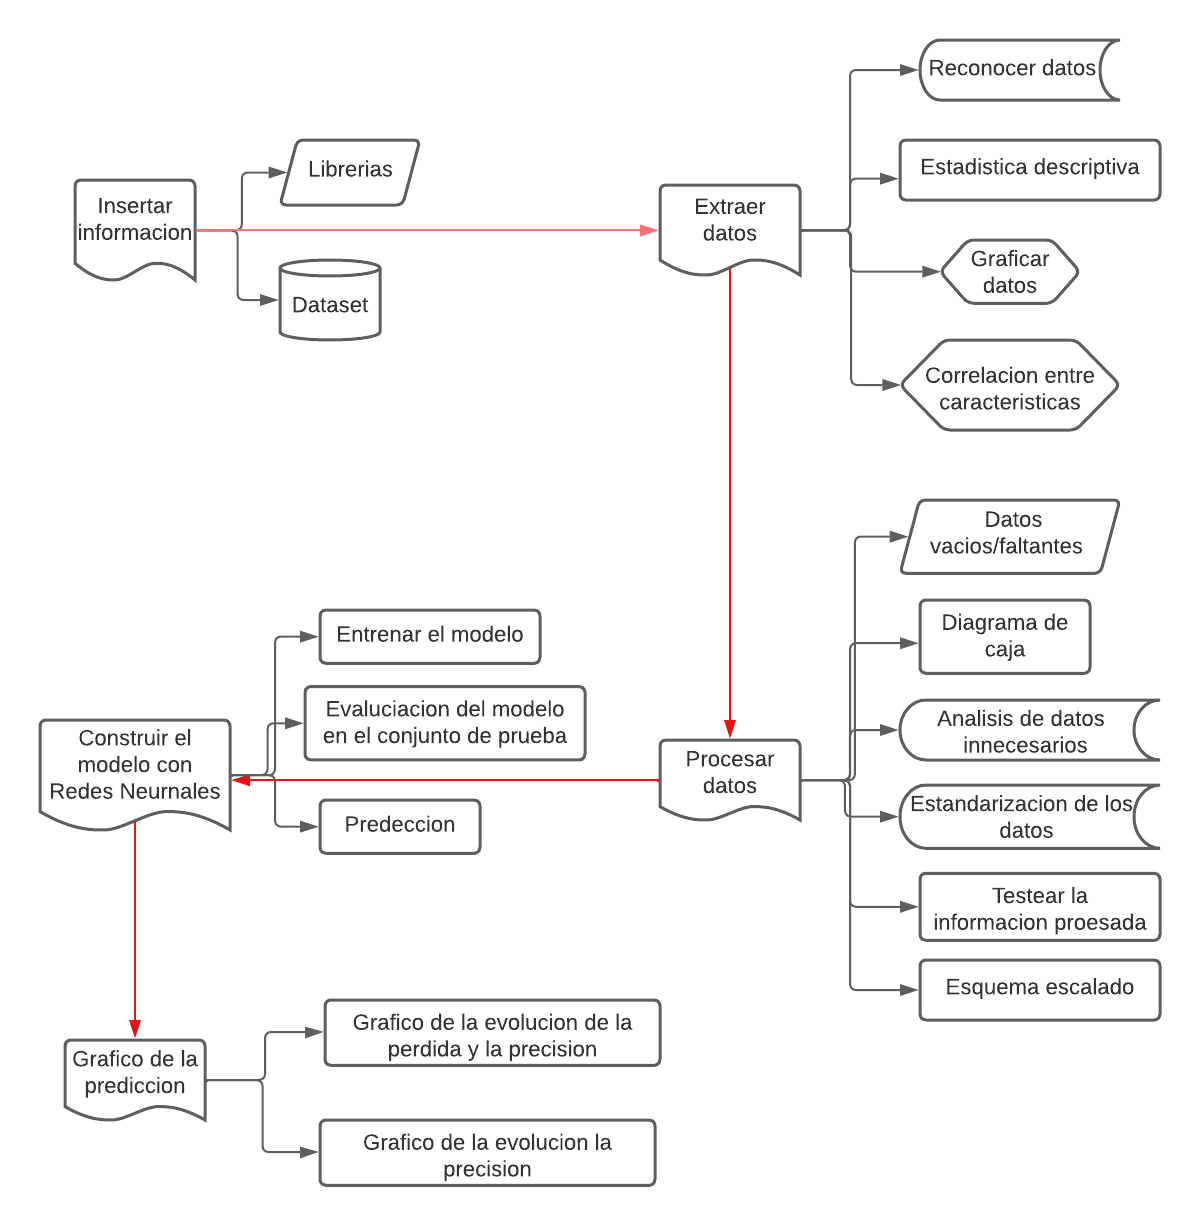 Insertar
informacion
Librerias
Dataset
Extraer
datos
Reconocer datos
Estadistica descriptiva
Graficar
datos
Correlacion entre
caracteristicas
Procesar
datos
Datos
vacios/faltantes
Diagrama de
caja
Analisis de datos
innecesarios
Estandarizacion de los
datos
Testear la
informacion proesada
Esquema escalado
Construir el
modelo con
Redes Neurnales
Entrenar el modelo
Evaluciacion del modelo
en el conjunto de prueba
Predeccion
Grafico de la
prediccion
Grafico de la evolucion de la
perdida y la precision
Grafico de la evolucion la
precision